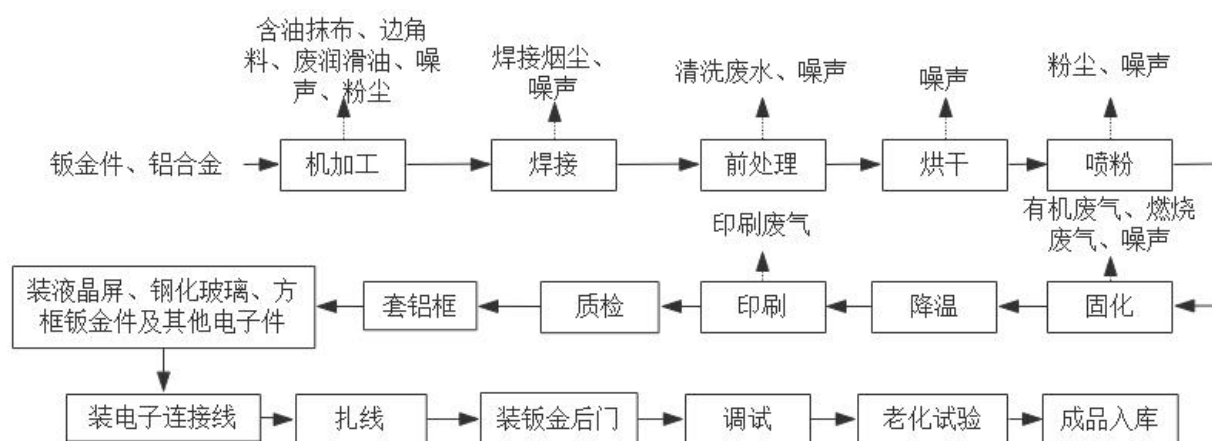 含油抹布、边角
料、废润滑油、噪
声、粉尘
焊接烟尘、
噪声
清洗废水、噪声
噪声
粉尘、噪声
钣金件、铝合金
机加工
焊接
前处理
烘干
喷粉
印刷废气
有机废气、燃烧
废气、噪声
装液晶屏、钢化玻璃、方
框钣金件及其他电子件
套铝框
质检
印刷
降温
固化
装电子连接线
扎线
装钣金后门
调试
老化试验
成品入库